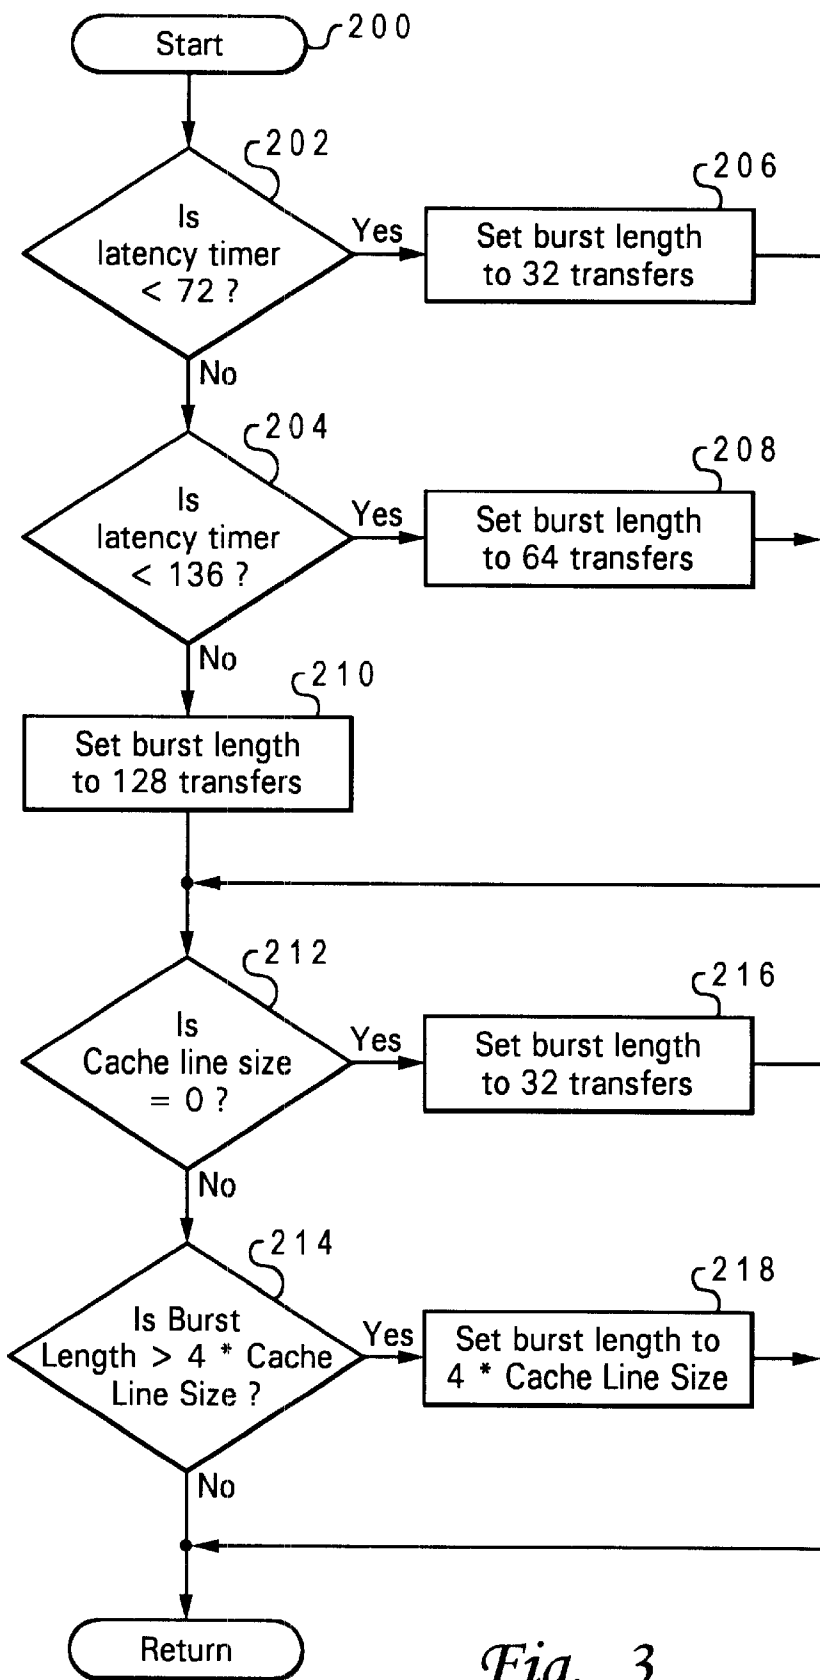 Start
200
202
Is
latency timer
< 72 ?
Yes
206
Set burst length
to 32 transfers
No
204
Is
latency timer
< 136 ?
Yes
208
Set burst length
to 64 transfers
No
210
Set burst length
to 128 transfers
212
Is
Cache line size
= 0 ?
Yes
216
Set burst length
to 32 transfers
No
214
Is Burst
Length > 4 * Cache
Line Size ?
Yes
218
Set burst length to
4 * Cache Line Size
No
Return
Fig. 3